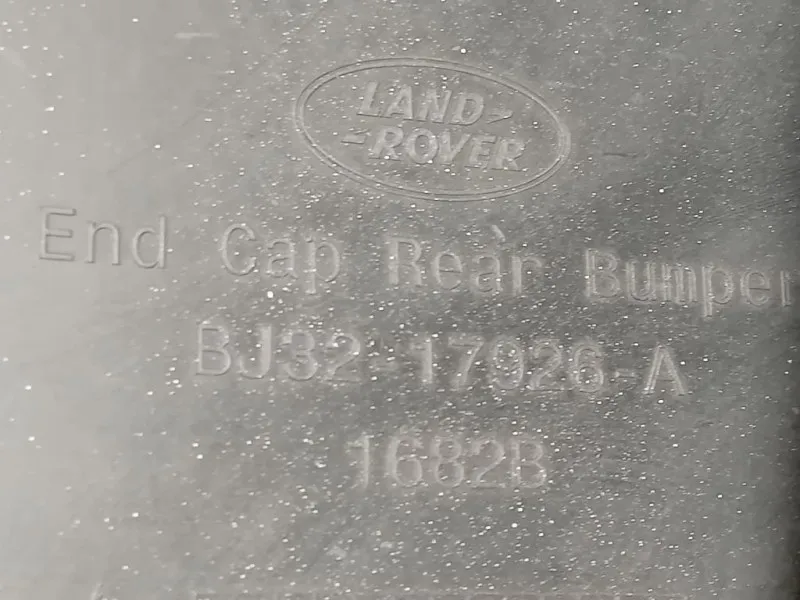 LAND
ROVER
End Cap Rear Bumper
BJ32-17926-A
1682B